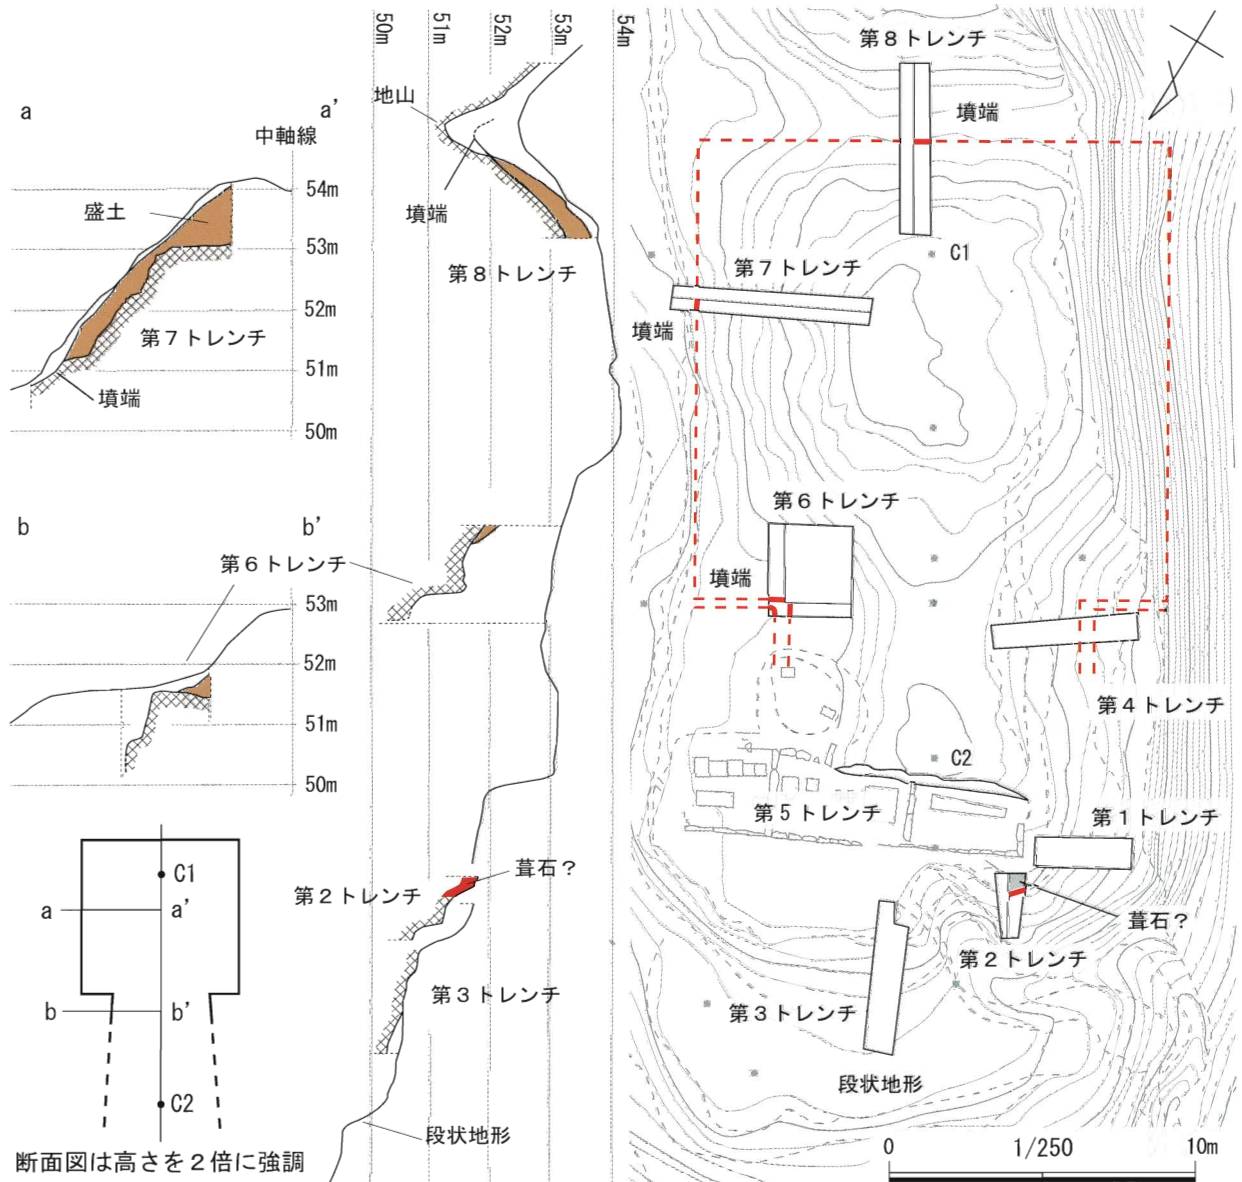 a
a'
中軸線
54m
盛土
53m
52m
第7トレンチ
51m
墳端
50m
b
b'
第6トレンチ
53m
52m
51m
50m
C1
a
a'
b
b'
C2
断面図は高さを2倍に強調
50m
51m
52m
53m
54m
地山
墳端
第8トレンチ
葺石?
第2トレンチ
第3トレンチ
段状地形
第8トレンチ
墳端
第7トレンチ
C1
墳端
第6トレンチ
墳端
第4トレンチ
C2
第5トレンチ
第1トレンチ
葺石?
第2トレンチ
第3トレンチ
段状地形
0
1/250
10m